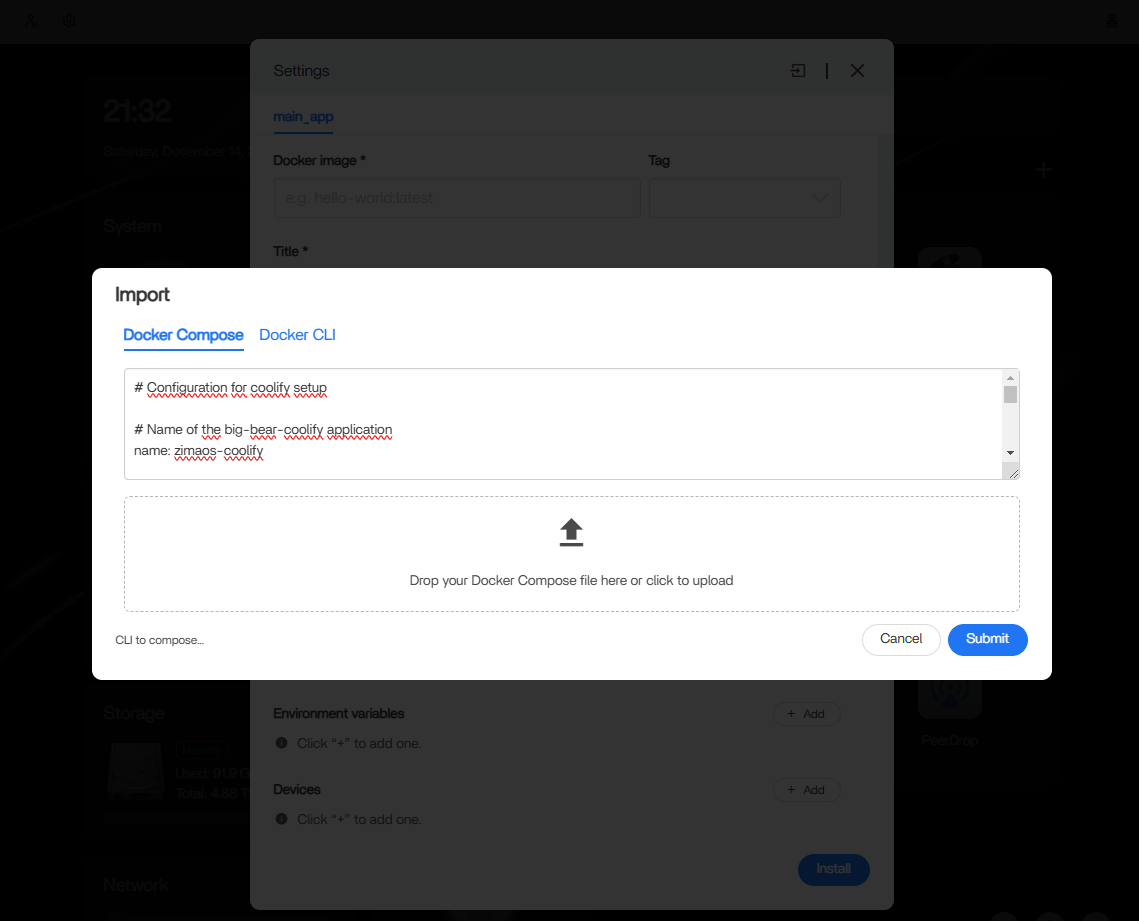 21:32
Saturday, December 14,
System
Settings
main_app
Docker image *
Tag
e.g. hello-world:latest
Title *
Import
Docker Compose
Docker CLI
# Configuration for coolify setup
# Name of the big-bear-coolify application
name: zimaos-coolify
Drop your Docker Compose file here or click to upload
CLI to compose...
Cancel
Submit
Storage
Used: 91.9 G
Total: 4.88 T
Environment variables
+ Add
Click "+" to add one.
Devices
+ Add
Click "+" to add one.
PeerDrop
Network
Install